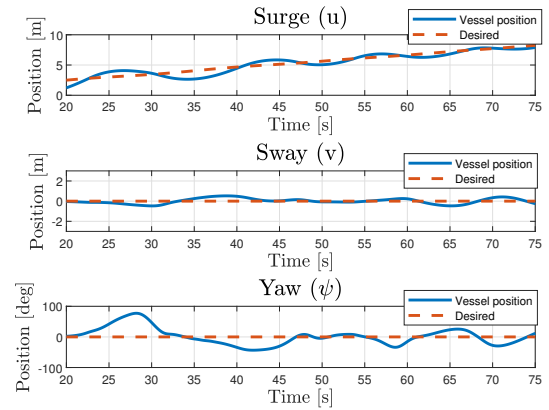 Surge (u)
Vessel position
Desired
10
5
0
Position [m]
20 25 30 35 40 45 50 55 60 65 70 75
Time [s]
Sway (v)
Vessel position
Desired
2
0
-2
Position [m]
20 25 30 35 40 45 50 55 60 65 70 75
Time [s]
Yaw (ψ)
Vessel position
Desired
100
0
-100
Position [deg]
20 25 30 35 40 45 50 55 60 65 70 75
Time [s]